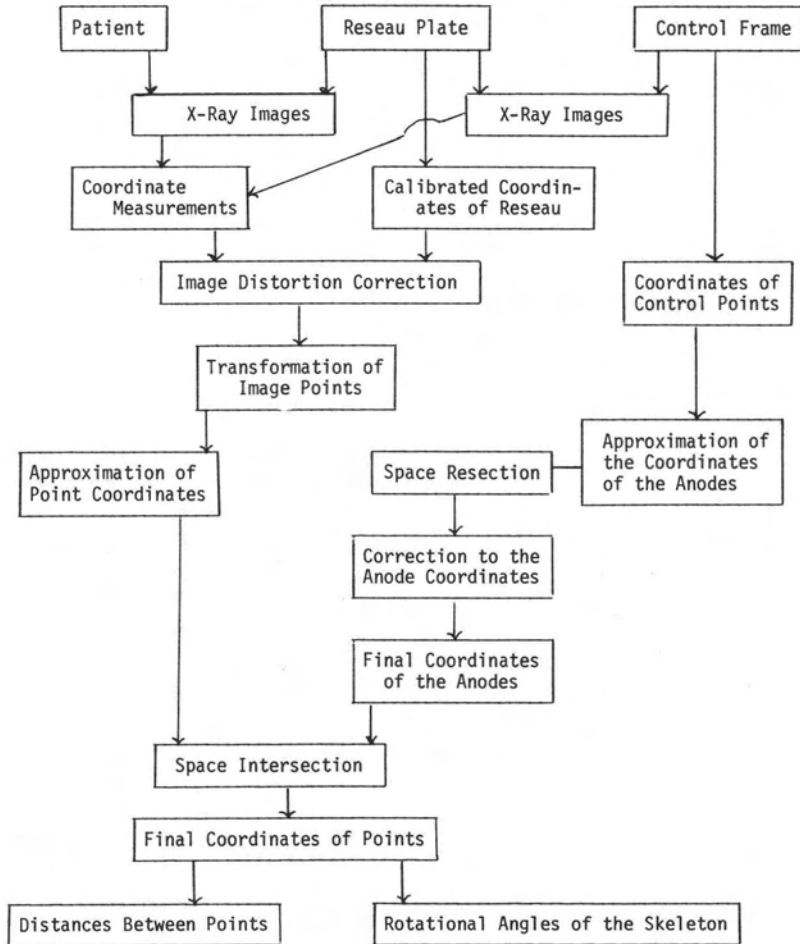 Patient
Reseau Plate
Control Frame
X-Ray Images
X-Ray Images
Coordinate
Measurements
Calibrated Coordin-
ates of Reseau
Image Distortion Correction
Coordinates of
Control Points
Transformation of
Image Points
Approximation of
Point Coordinates
Space Resection
Approximation of
the Coordinates
of the Anodes
Correction to the
Anode Coordinates
Final Coordinates
of the Anodes
Space Intersection
Final Coordinates of Points
Distances Between Points
Rotational Angles of the Skeleton